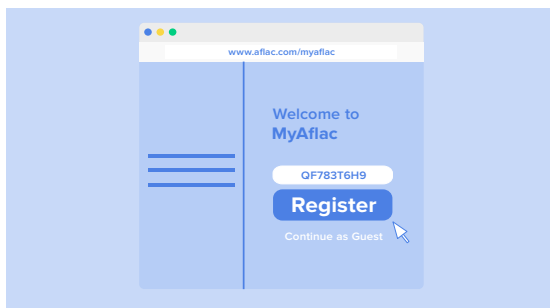 www.aflac.com/myaflac
Welcome to
MyAflac
QF783T6H9
Register
Continue as Guest